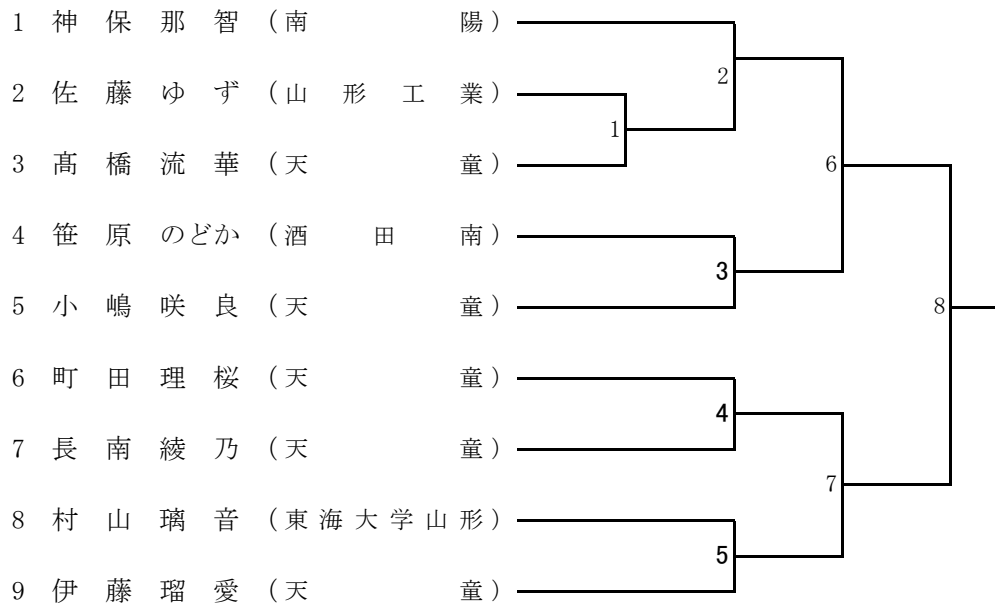 1 神保那智 (南陽)
2
2 佐藤ゆず (山形工業)
1
3 髙橋流華 (天童)
6
4 笹原のどか (酒田南)
3
5 小嶋咲良 (天童)
8
6 町田理桜 (天童)
4
7 長南綾乃 (天童)
7
8 村山璃音 (東海大学山形)
5
9 伊藤瑠愛 (天童)